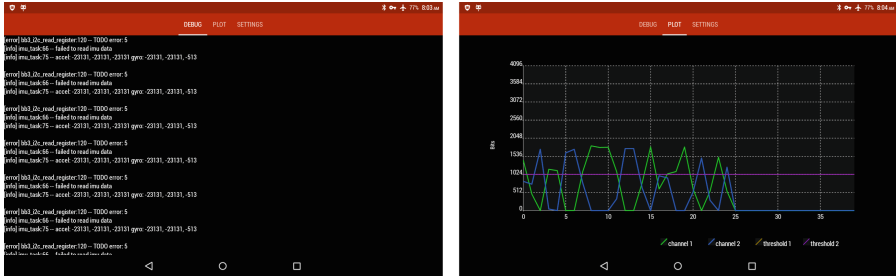 77% 8:03 AM
DEBUG PLOT SETTINGS
[error] bb3_i2c_read_register:120 -- TODO error: 5
[info] imu_task:66 -- failed to read imu data
[info] imu_task:75 -- accel: -23131, -23131, -23131 gyro: -23131, -23131, -513
[error] bb3_i2c_read_register:120 -- TODO error: 5
[info] imu_task:66 -- failed to read imu data
[info] imu_task:75 -- accel: -23131, -23131, -23131 gyro: -23131, -23131, -513
[error] bb3_i2c_read_register:120 -- TODO error: 5
[info] imu_task:66 -- failed to read imu data
[info] imu_task:75 -- accel: -23131, -23131, -23131 gyro: -23131, -23131, -513
[error] bb3_i2c_read_register:120 -- TODO error: 5
[info] imu_task:66 -- failed to read imu data
[info] imu_task:75 -- accel: -23131, -23131, -23131 gyro: -23131, -23131, -513
[error] bb3_i2c_read_register:120 -- TODO error: 5
[info] imu_task:66 -- failed to read imu data
[info] imu_task:75 -- accel: -23131, -23131, -23131 gyro: -23131, -23131, -513
[error] bb3_i2c_read_register:120 -- TODO error: 5
[info] imu_task:75 -- accel: -23131, -23131, -23131 gyro: -23131, -23131, -513
[error] bb3_i2c_read_register:120 -- TODO error: 5
[info] imu_task:66 -- failed to read imu data
77% 8:04 AM
DEBUG PLOT SETTINGS
4096
3584
3072
2560
2048
1536
1024
512
0
Bits
0 5 10 15 20 25 30 35
channel 1 channel 2 threshold 1 threshold 2